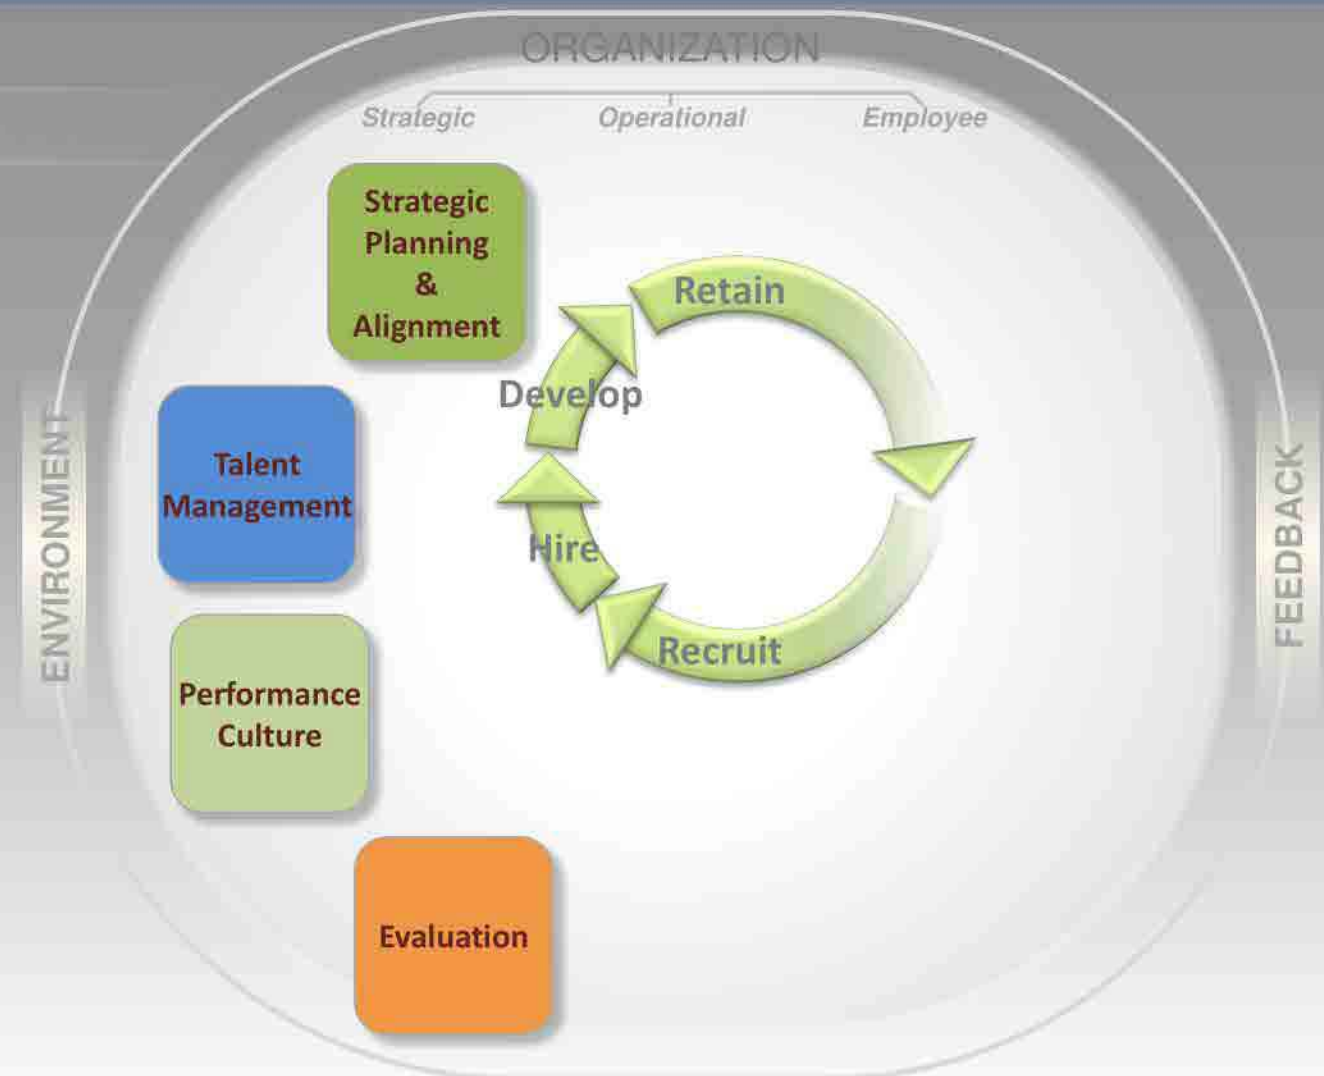 ORGANIZATION
Strategic Operational Employee
Strategic
Planning
&
Alignment
Retain
Develop
Talent
Management
Hire
Recruit
Performance
Culture
Evaluation
ENVIRONMENT
FEEDBACK